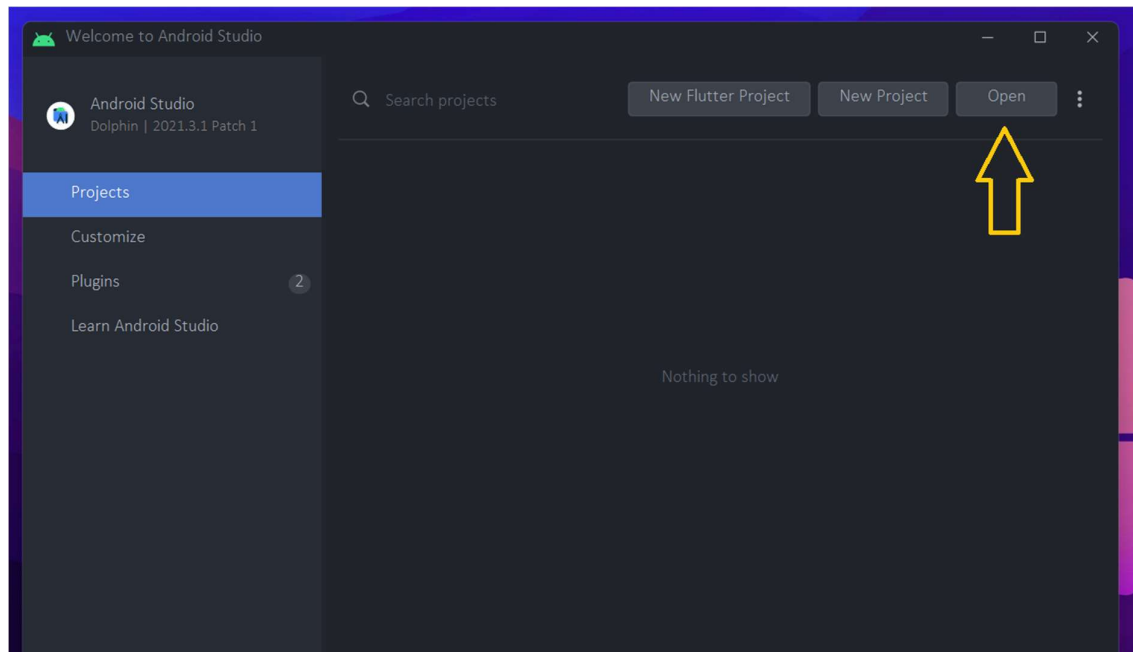 Welcome to Android Studio
Android Studio
Dolphin | 2021.3.1 Patch 1
Search projects
New Flutter Project
New Project
Open
Projects
Customize
Plugins
2
Learn Android Studio
Nothing to show